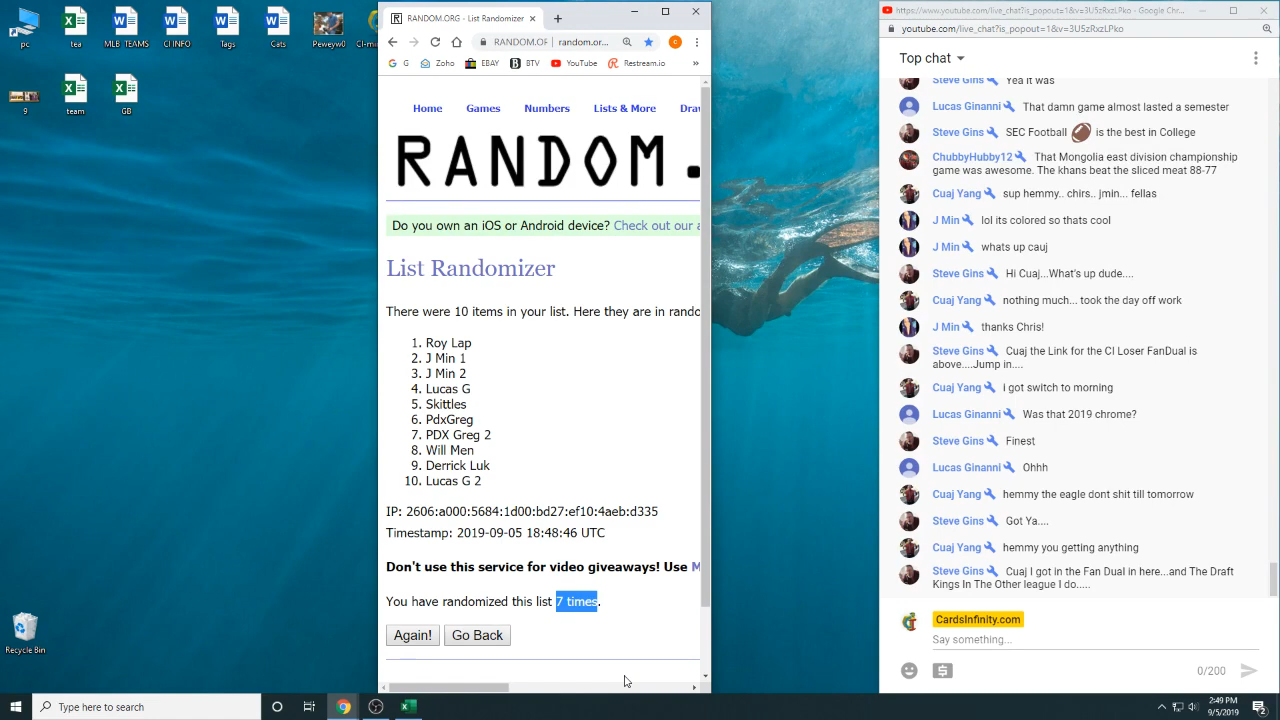 pc
tea
MLB_TEAMS
CI INFO
Tags
Cats
Peweyw0
9
team
GB
Recycle Bin
RANDOM.ORG - List Randomizer
RANDOM.OF
random.or...
G
Zoho
EBAY
BTV
YouTube
Restream.io
»
Home
Games
Numbers
Lists & More
RANDOM.
Do you own an iOS or Android device? Check out our a
List Randomizer
There were 10 items in your list. Here they are in rando
1. Roy Lap
2. J Min 1
3. J Min 2
4. Lucas G
5. Skittles
6. PdxGreg
7. PDX Greg 2
8. Will Men
9. Derrick Luk
10. Lucas G 2
IP: 2606:a000:5684:1d00:bd27:ef10:4aeb:d335
Timestamp: 2019-09-05 18:48:46 UTC
Don't use this service for video giveaways! Use M
You have randomized this list 7 times.
Again!
Go Back
https://www.youtube.com/live_chat?is_popout=1&v=3U5zRxzLPko - Google Chr...
youtube.com/live_chat?is_popout=1&v=3U5zRxzLPko
Top chat
Steve Gins Yea it was
Lucas Ginanni That damn game almost lasted a semester
Steve Gins SEC Football 🏈 is the best in College
ChubbyHubby12 That Mongolia east division championship
game was awesome. The khans beat the sliced meat 88-77
Cuaj Yang sup hemmy.. chirs.. jmin... fellas
J Min lol its colored so thats cool
J Min whats up cauj
Steve Gins Hi Cuaj...What's up dude....
Cuaj Yang nothing much... took the day off work
J Min thanks Chris!
Steve Gins Cuaj the Link for the CI Loser FanDual is
above....Jump in....
Cuaj Yang i got switch to morning
Lucas Ginanni Was that 2019 chrome?
Steve Gins Finest
Lucas Ginanni Ohhh
Cuaj Yang hemmy the eagle dont shit till tomorrow
Steve Gins Got Ya....
Cuaj Yang hemmy you getting anything
Steve Gins Cuaj I got in the Fan Dual in here...and The Draft
Kings In The Other league I do.....
CardsInfinity.com
Say something...
0/200
Type here to search
2:49 PM
9/5/2019
2